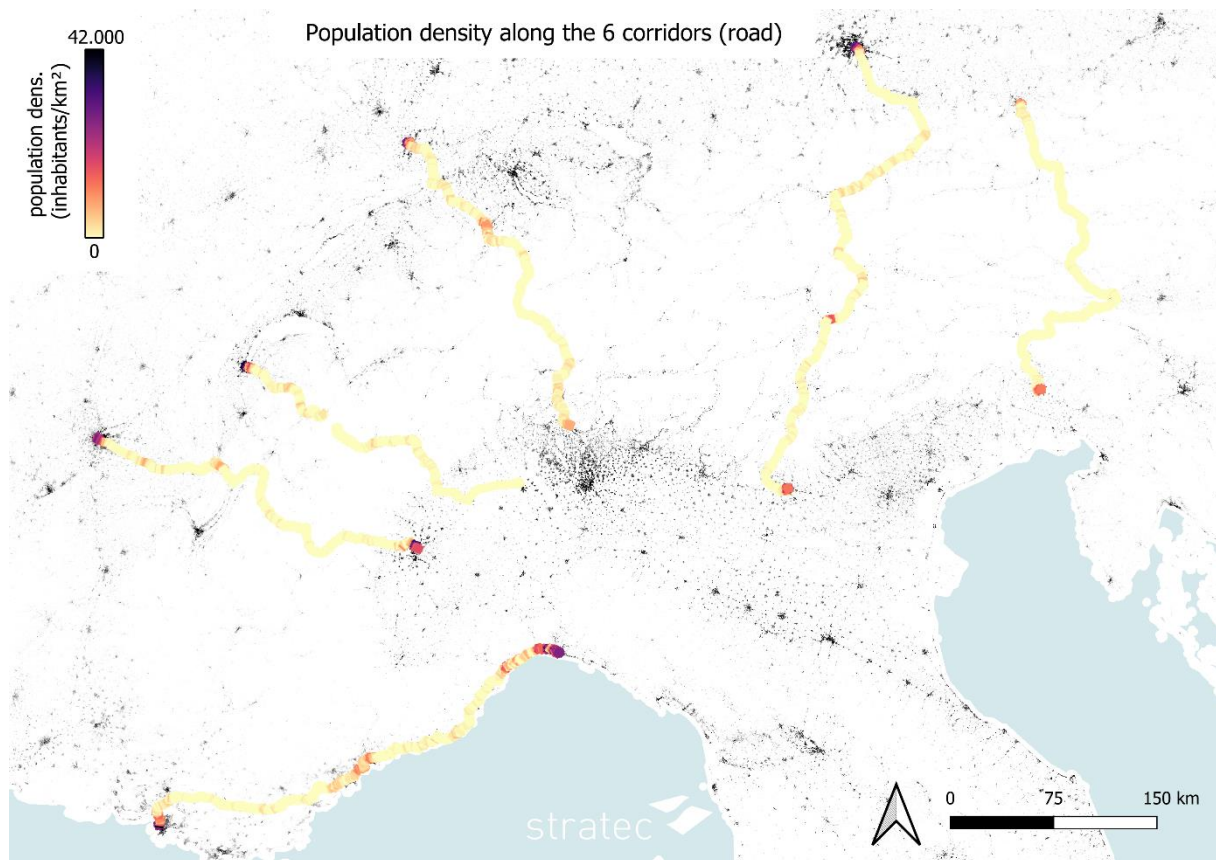 Population density along the 6 corridors (road)
42.000
population dens.
(inhabitants/km²)
0
stratec
0 75 150 km